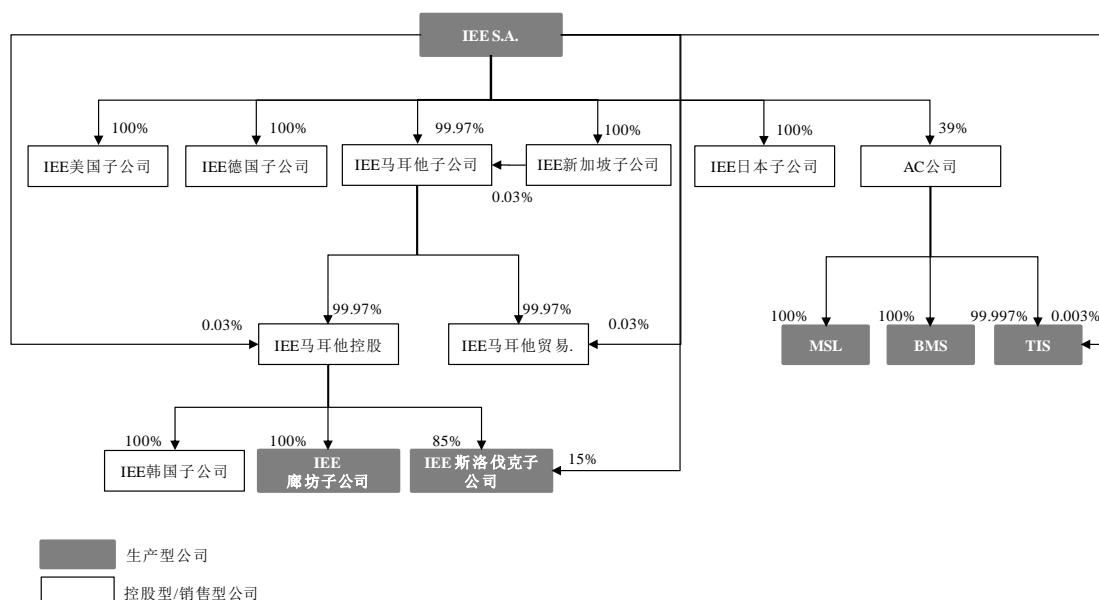 IEE S.A.
100%
100%
99.97%
100%
100%
39%
IEE美国子公司
IEE德国子公司
IEE马耳他子公司
IEE新加坡子公司
IEE日本子公司
AC公司
0.03%
99.97%
99.97%
0.03%
0.03%
100%
100%
99.997%
0.003%
IEE马耳他控股
IEE马耳他贸易.
MSL
BMS
TIS
100%
100%
85%
15%
IEE韩国子公司
IEE
廊坊子公司
IEE斯洛伐克子
公司
生产型公司
控股型/销售型公司